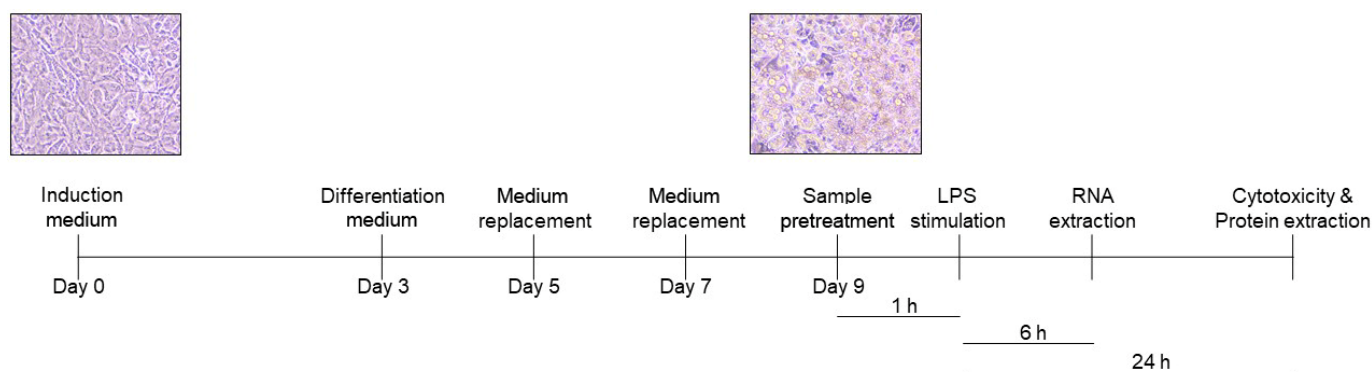 Induction
medium
Differentiation
medium
Medium
replacement
Medium
replacement
Sample
pretreatment
LPS
stimulation
RNA
extraction
Cytotoxicity &
Protein extraction
Day 0
Day 3
Day 5
Day 7
Day 9
1 h
6 h
24 h